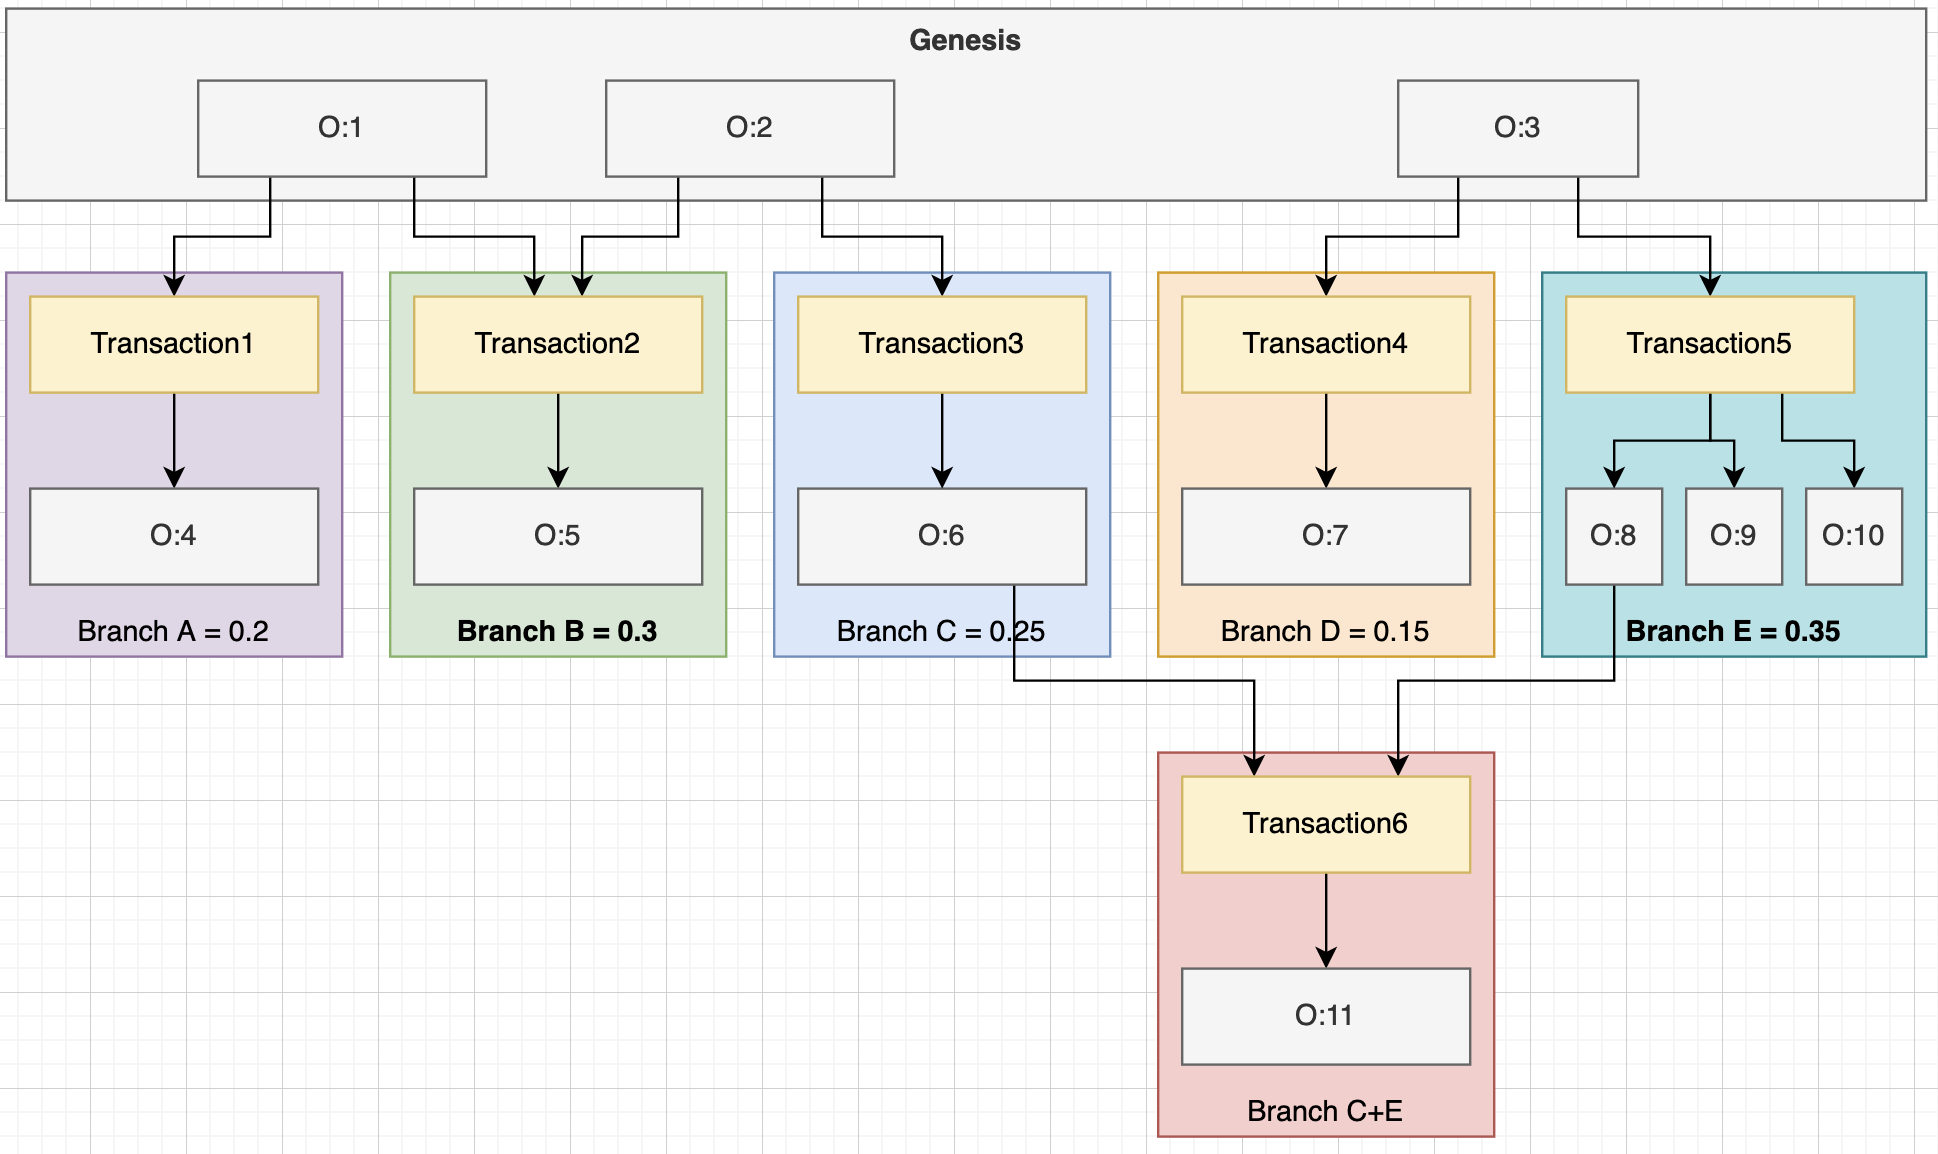 Genesis
O:1
O:2
O:3
Transaction1
Transaction2
Transaction3
Transaction4
Transaction5
O:4
O:5
O:6
O:7
O:8
O:9
O:10
Branch A = 0.2
Branch B = 0.3
Branch C = 0.25
Branch D = 0.15
Branch E = 0.35
Transaction6
O:11
Branch C+E